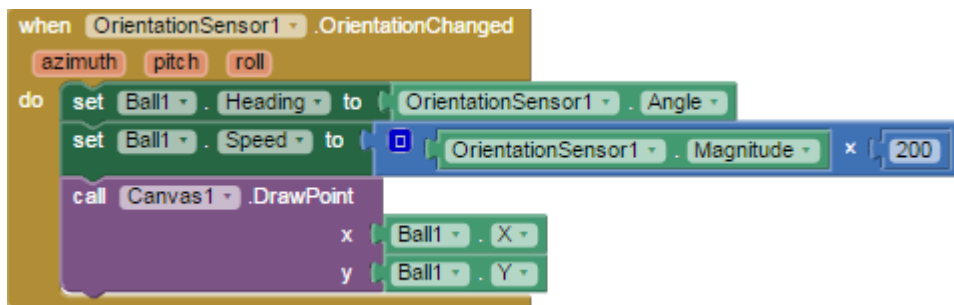 when OrientationSensor1 .OrientationChanged
azimuth pitch roll
do set Ball1 . Heading to OrientationSensor1 . Angle
set Ball1 . Speed to OrientationSensor1 . Magnitude × 200
call Canvas1 .DrawPoint
x Ball1 . X
y Ball1 . Y